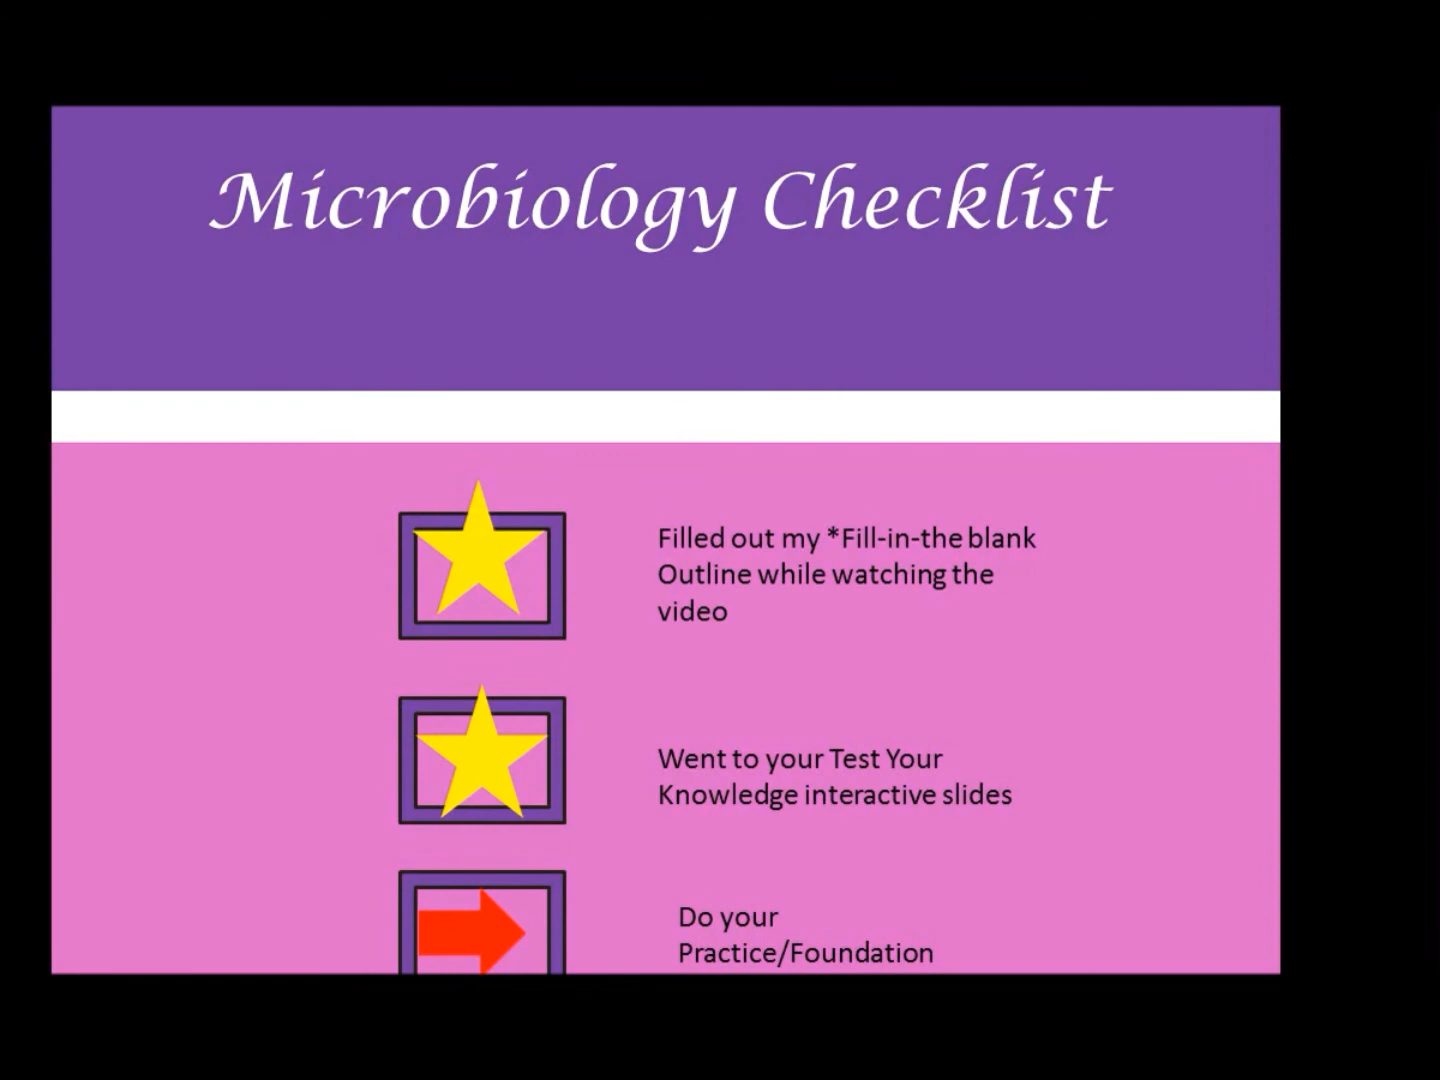 Microbiology Checklist
Filled out my *Fill-in-the blank
Outline while watching the
video
Went to your Test Your
Knowledge interactive slides
Do your
Practice/Foundation